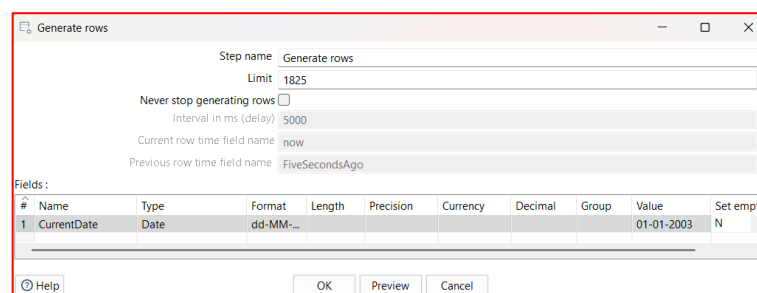 Generate rows
Step name Generate rows
Limit 1825
Never stop generating rows
Interval in ms (delay) 5000
Current row time field name now
Previous row time field name FiveSecondsAgo
Fields :
# Name Type Format Length Precision Currency Decimal Group Value Set empt
1 CurrentDate Date dd-MM-... 01-01-2003 N
Help OK Preview Cancel